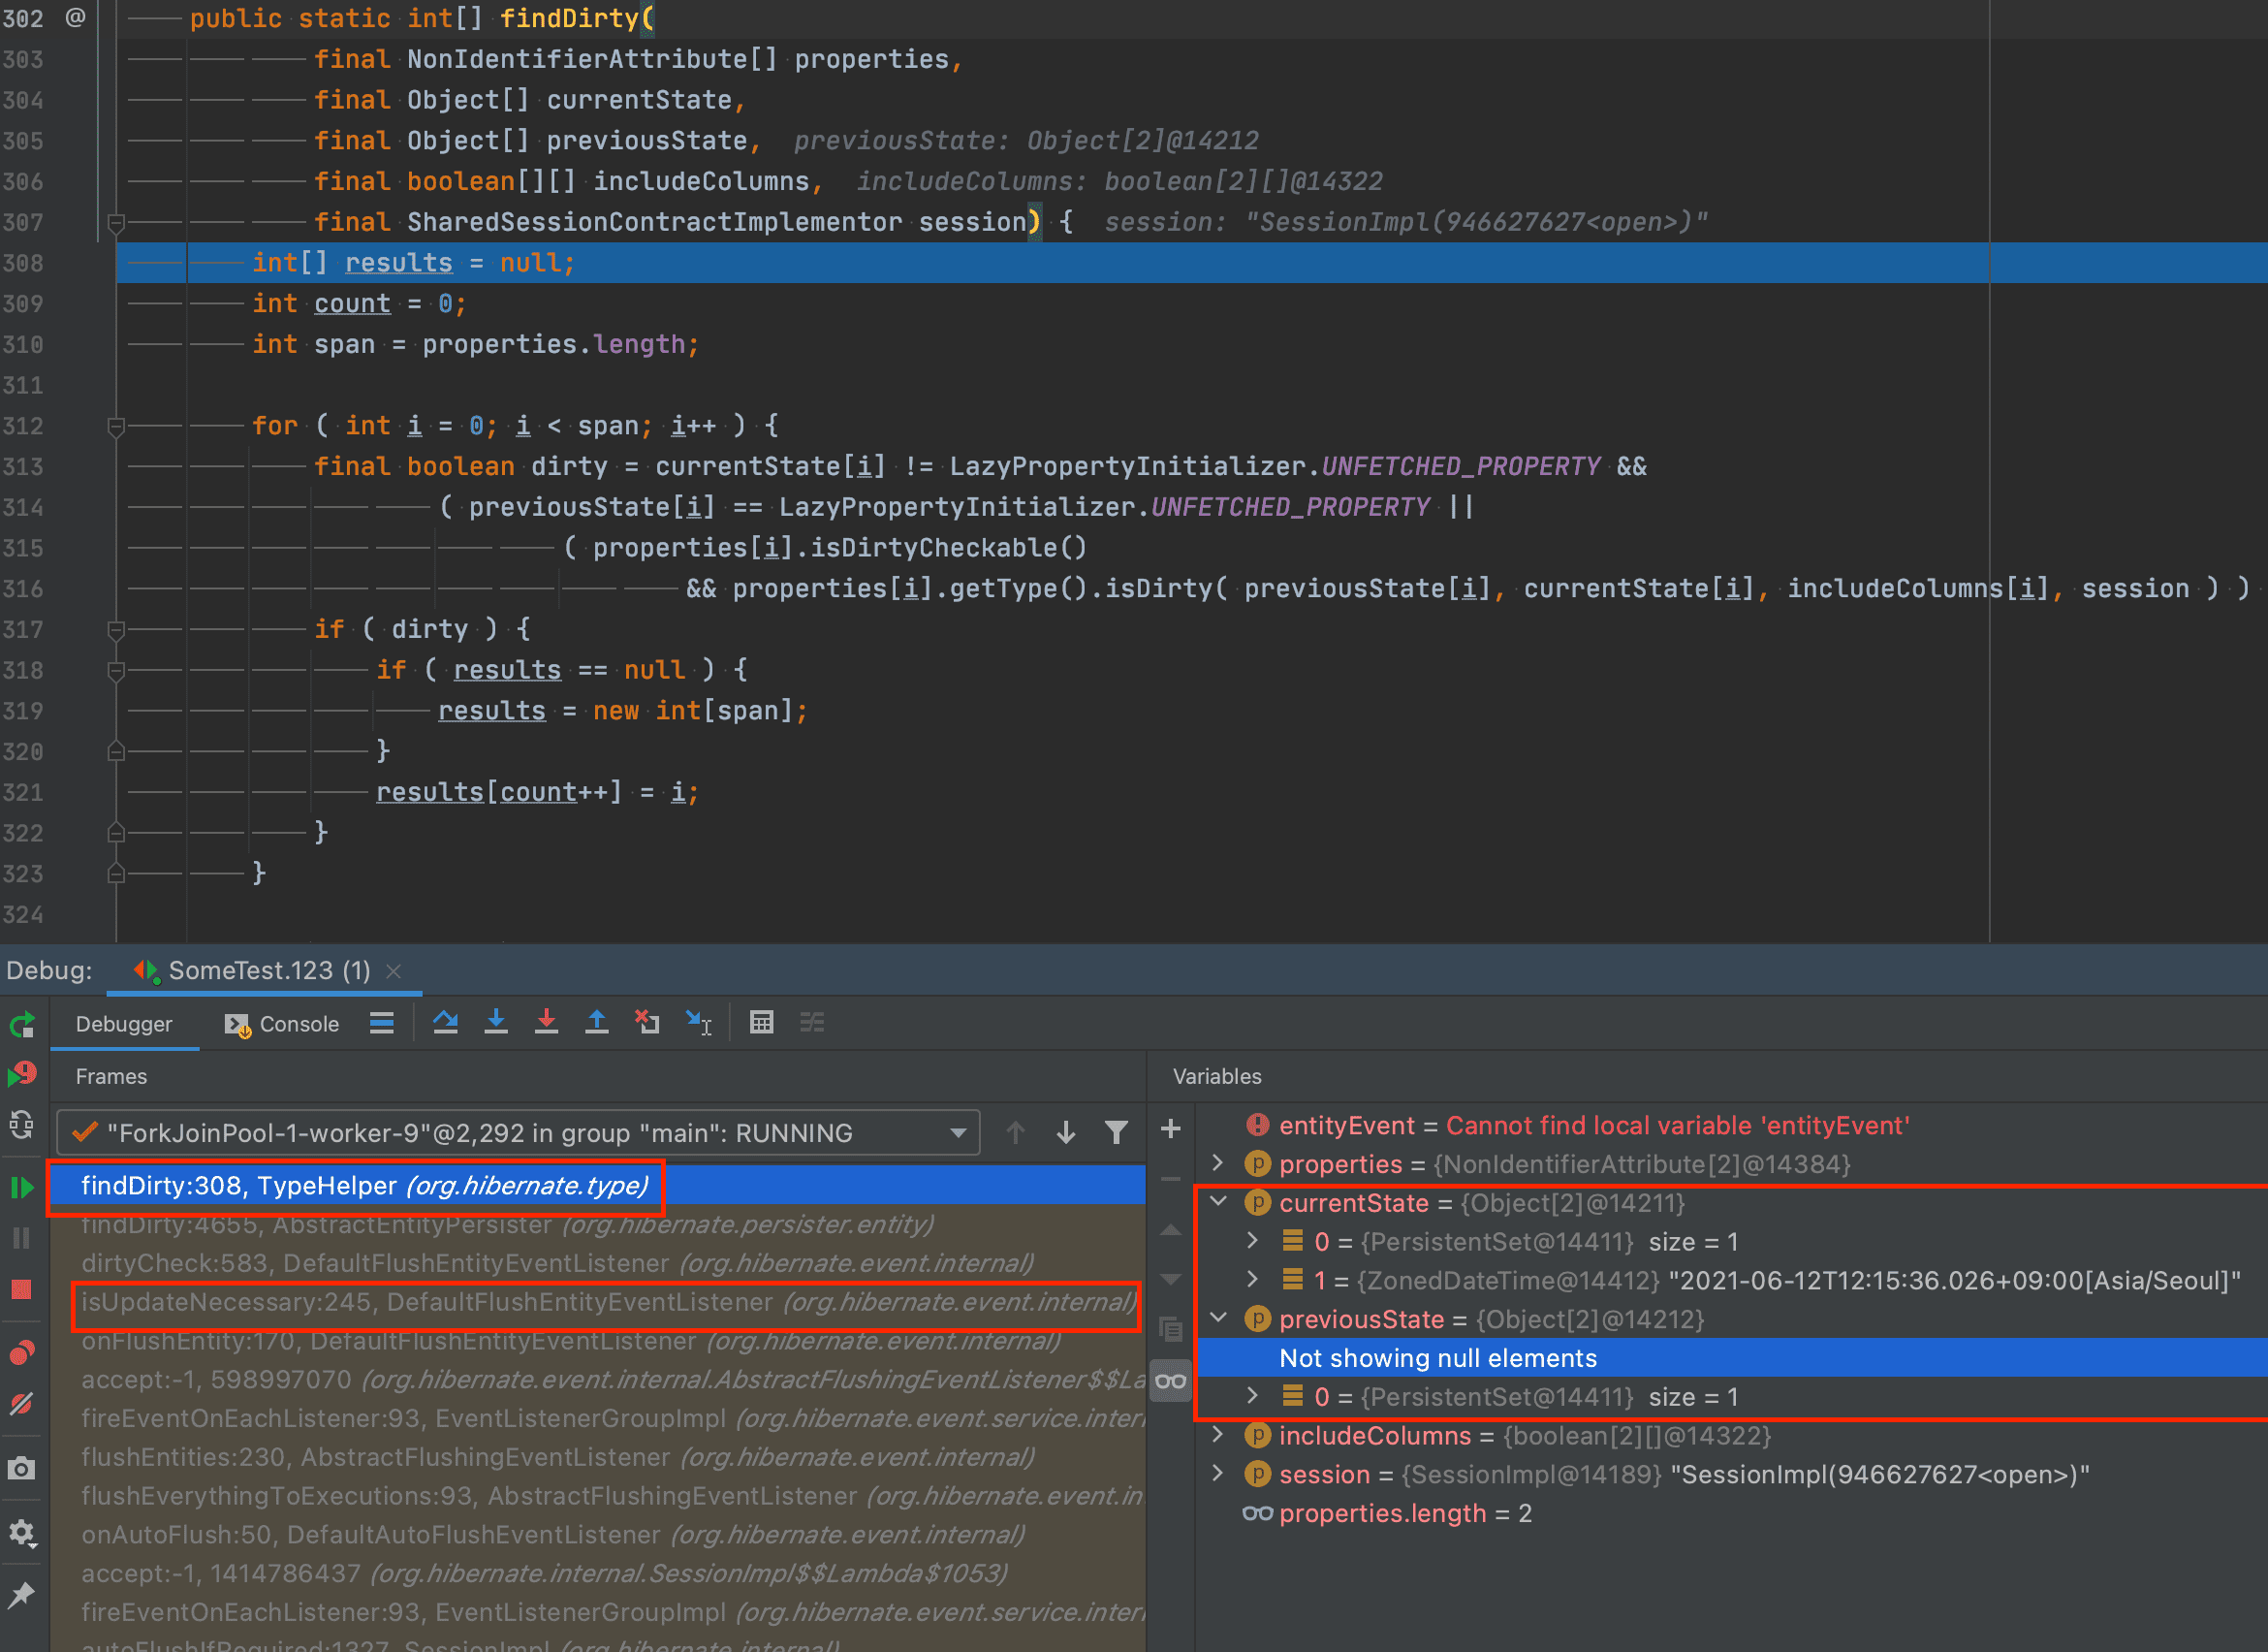 302 @ public static int[] findDirty(
303 final NonIdentifierAttribute[] properties,
304 final Object[] currentState,
305 final Object[] previousState, previousState: Object[2]@14212
306 final boolean[][] includeColumns, includeColumns: boolean[2][]@14322
307 final SharedSessionContractImplementor session) { session: "SessionImpl(946627627<open>)"
308 int[] results = null;
309 int count = 0;
310 int span = properties.length;
311
312 for ( int i = 0; i < span; i++ ) {
313 final boolean dirty = currentState[i] != LazyPropertyInitializer.UNFETCHED_PROPERTY &&
314 ( previousState[i] == LazyPropertyInitializer.UNFETCHED_PROPERTY ||
315 ( properties[i].isDirtyCheckable()
316 && properties[i].getType().isDirty( previousState[i], currentState[i], includeColumns[i], session ) )
317 if ( dirty ) {
318 if ( results == null ) {
319 results = new int[span];
320 }
321 results[count++] = i;
322 }
323 }
324
Debug: SomeTest.123 (1)
Debugger Console
Frames
"ForkJoinPool-1-worker-9"@2,292 in group "main": RUNNING
findDirty:308, TypeHelper (org.hibernate.type)
findDirty:4655, AbstractEntityPersister (org.hibernate.persister.entity)
dirtyCheck:583, DefaultFlushEntityEventListener (org.hibernate.event.internal)
isUpdateNecessary:245, DefaultFlushEntityEventListener (org.hibernate.event.internal)
onFlushEntity:170, DefaultFlushEntityEventListener (org.hibernate.event.internal)
accept:-1, 598997070 (org.hibernate.event.internal.AbstractFlushingEventListener$$La
fireEventOnEachListener:93, EventListenerGroupImpl (org.hibernate.event.service.interr
flushEntities:230, AbstractFlushingEventListener (org.hibernate.event.internal)
flushEverythingToExecutions:93, AbstractFlushingEventListener (org.hibernate.event.in
onAutoFlush:50, DefaultAutoFlushEventListener (org.hibernate.event.internal)
accept:-1, 1414786437 (org.hibernate.internal.SessionImpl$$Lambda$1053)
fireEventOnEachListener:93, EventListenerGroupImpl (org.hibernate.event.service.interr
autoFlushIfRequired:1327, SessionImpl (org.hibernate.internal)
Variables
entityEvent = Cannot find local variable 'entityEvent'
properties = {NonIdentifierAttribute[2]@14384}
currentState = {Object[2]@14211}
0 = {PersistentSet@14411} size = 1
1 = {ZonedDateTime@14412} "2021-06-12T12:15:36.026+09:00[Asia/Seoul]"
previousState = {Object[2]@14212}
Not showing null elements
0 = {PersistentSet@14411} size = 1
includeColumns = {boolean[2][]@14322}
session = {SessionImpl@14189} "SessionImpl(946627627<open>)"
properties.length = 2